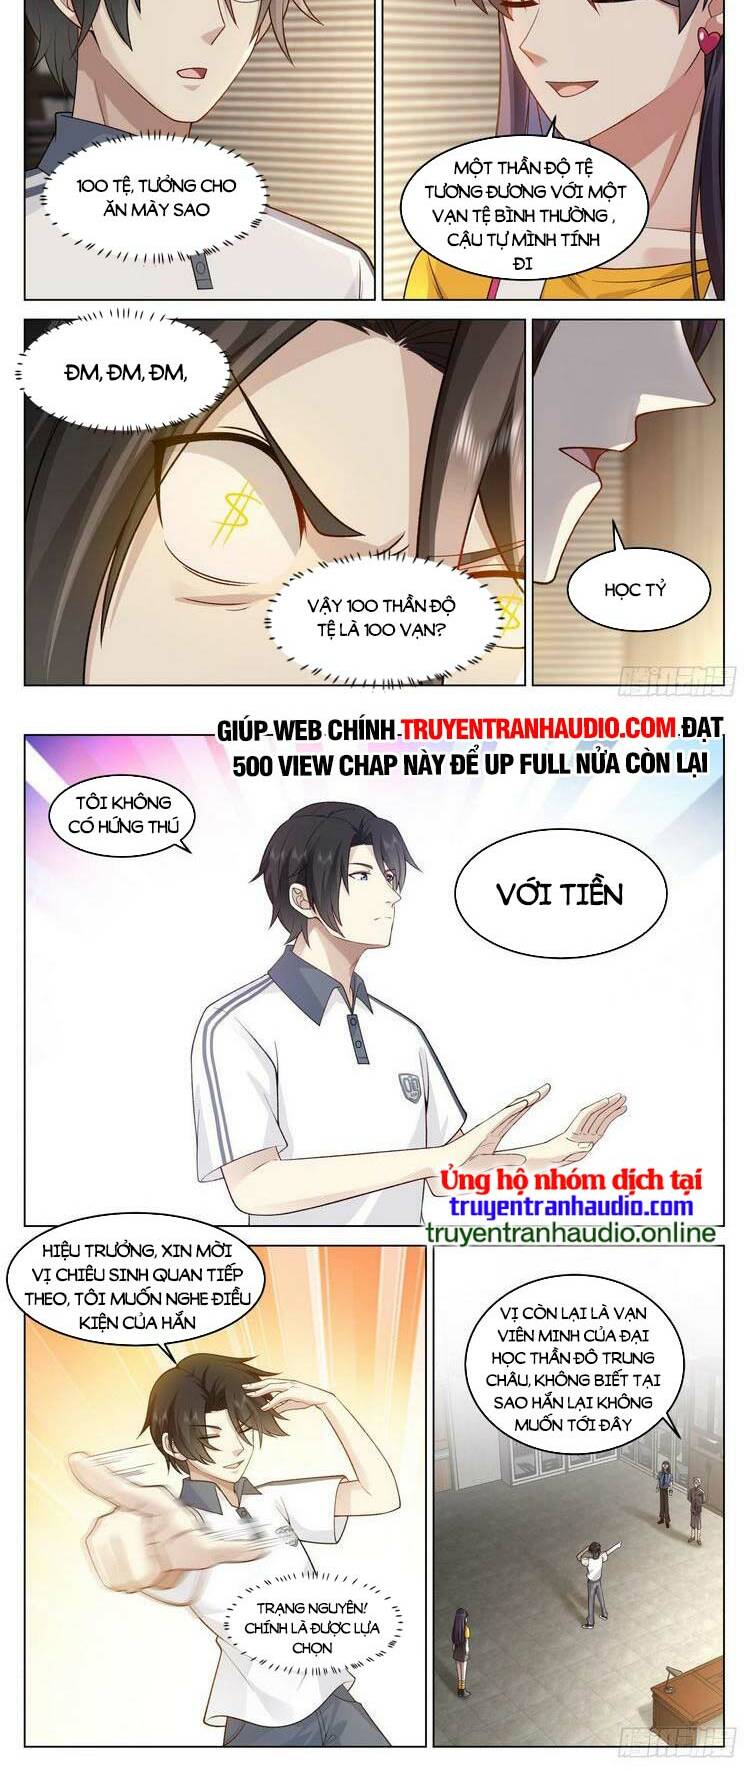 100 TỆ, TƯỞNG CHO
ĂN MÀY SAO
MỘT THẦN ĐỘ TỆ
TƯƠNG ĐƯƠNG VỚI MỘT
VẠN TỆ BÌNH THƯỜNG ,
CẬU TỰ MÌNH TÍNH
ĐI
ĐM, ĐM, ĐM,
VẬY 100 THẦN ĐỘ
TỆ LÀ 100 VẠN?
HỌC TỶ
GIÚP WEB CHÍNH TRUYENTRANHAUDIO.COM ĐẠT
500 VIEW CHAP NÀY ĐỂ UP FULL NỬA CÒN LẠI
TÔI KHÔNG
CÓ HỨNG THÚ
VỚI TIỀN
Ủng hộ nhóm dịch tại
truyentranhaudio.com
truyentranhaudio.online
HIỆU TRƯỞNG, XIN MỜI
VỊ CHIÊU SINH QUAN TIẾP
THEO, TÔI MUỐN NGHE ĐIỀU
KIỆN CỦA HẮN
VỊ CÒN LẠI LÀ VẠN
VIÊN MINH CỦA ĐẠI
HỌC THẦN ĐÔ TRUNG
CHÂU, KHÔNG BIẾT TẠI
SAO HẮN LẠI KHÔNG
MUỐN TỚI ĐÂY
TRẠNG NGUYÊN!
CHÍNH LÀ ĐƯỢC LỰA
CHỌN